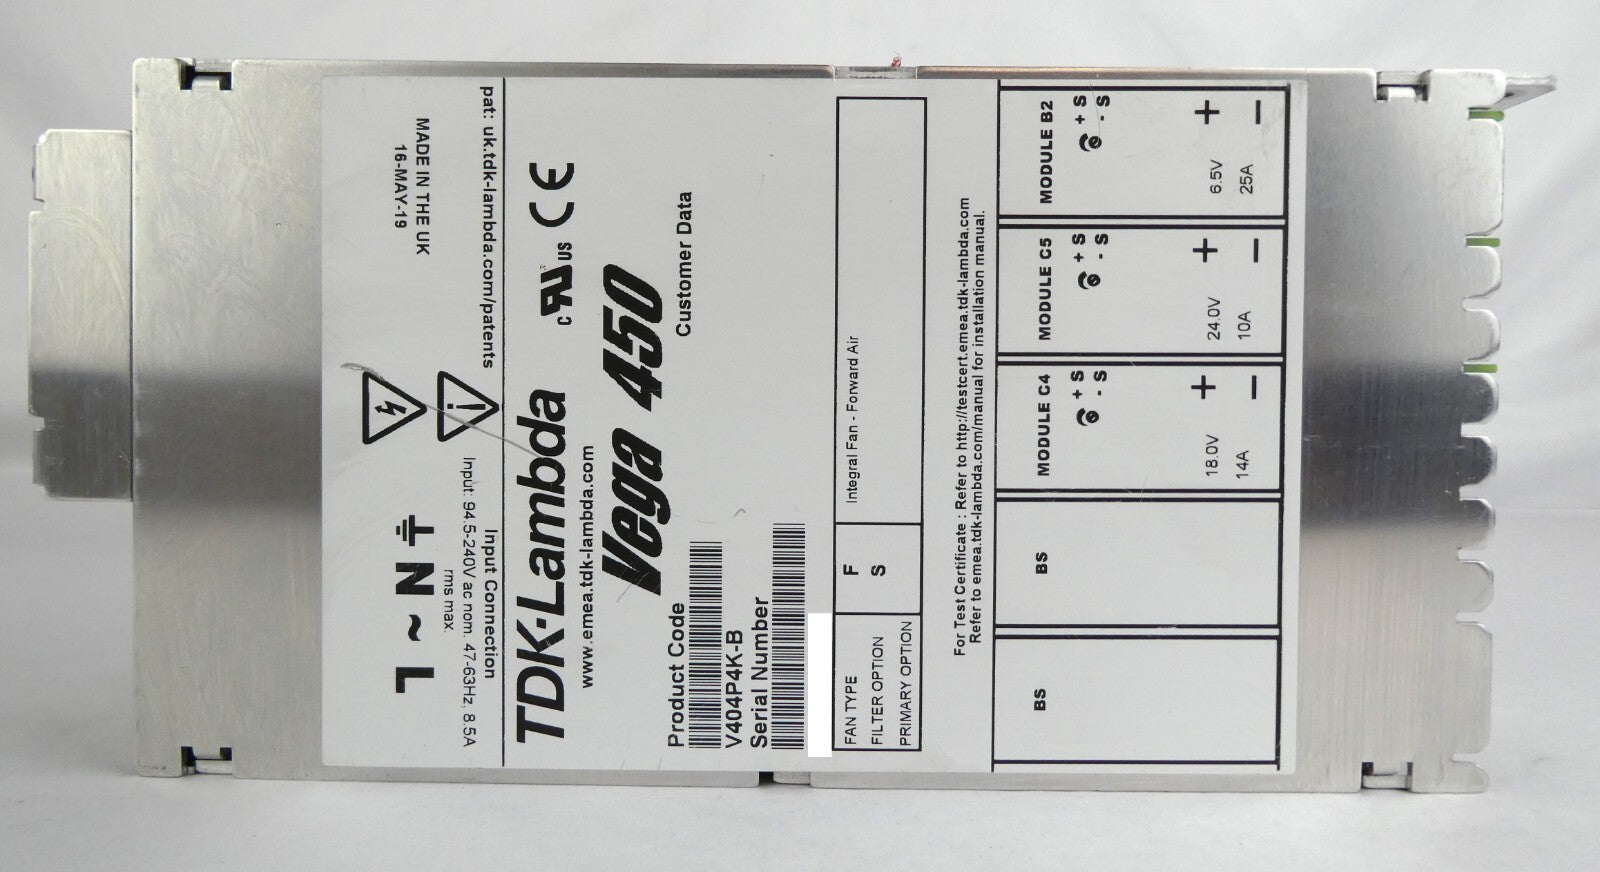 MADE IN THE UK
16-MAY-19
pat: uk.tdk-lambda.com/patents
L ~ N
Input Connection
Input: 94.5-240V ac nom. 47-63Hz, 8.5A
rms max.
TDK-Lambda
C US CE
www.emea.tdk-lambda.com
Vega 450
Product Code
Customer Data
V404P4K-B
Serial Number
FAN TYPE F Integral Fan - Forward Air
FILTER OPTION S
PRIMARY OPTION
For Test Certificate : Refer to http://testcert.emea.tdk-lambda.com
Refer to emea.tdk-lambda.com/manual for installation manual.
BS
BS
MODULE C4
+ S
- S
+ -
18.0V
14A
MODULE C5
+ S
- S
+ -
24.0V
10A
MODULE B2
+ S
- S
+ -
6.5V
25A